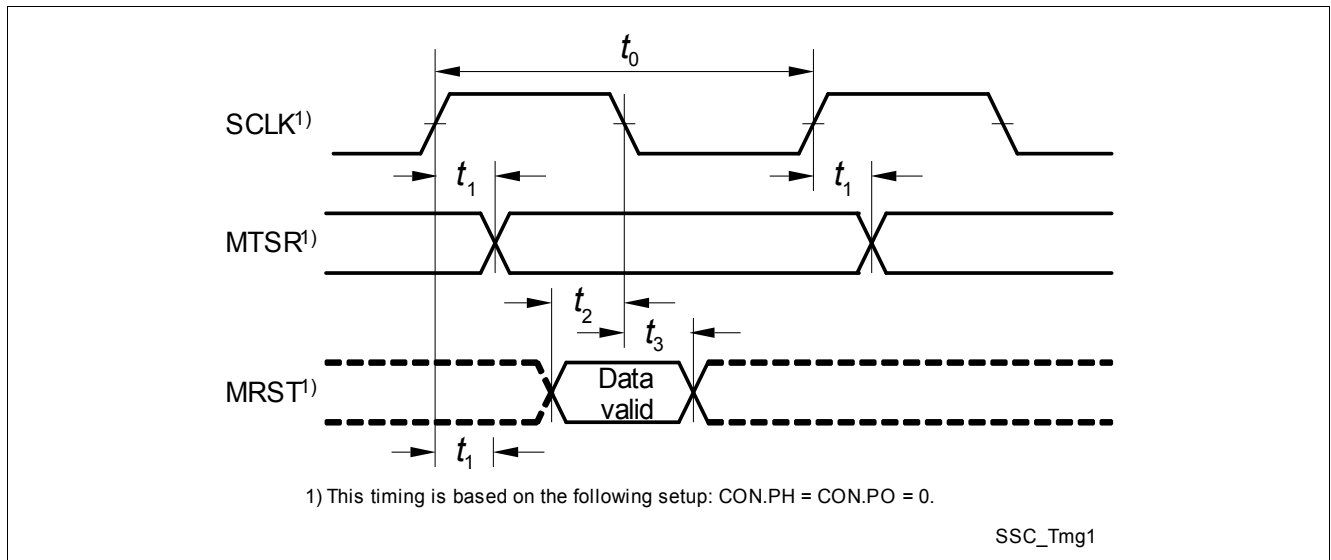 t₀
SCLK¹⁾
t₁ t₁
MTSR¹⁾
t₂
t₃
MRST¹⁾ Data
valid
t₁
1) This timing is based on the following setup: CON.PH = CON.PO = 0.
SSC_Tmg1